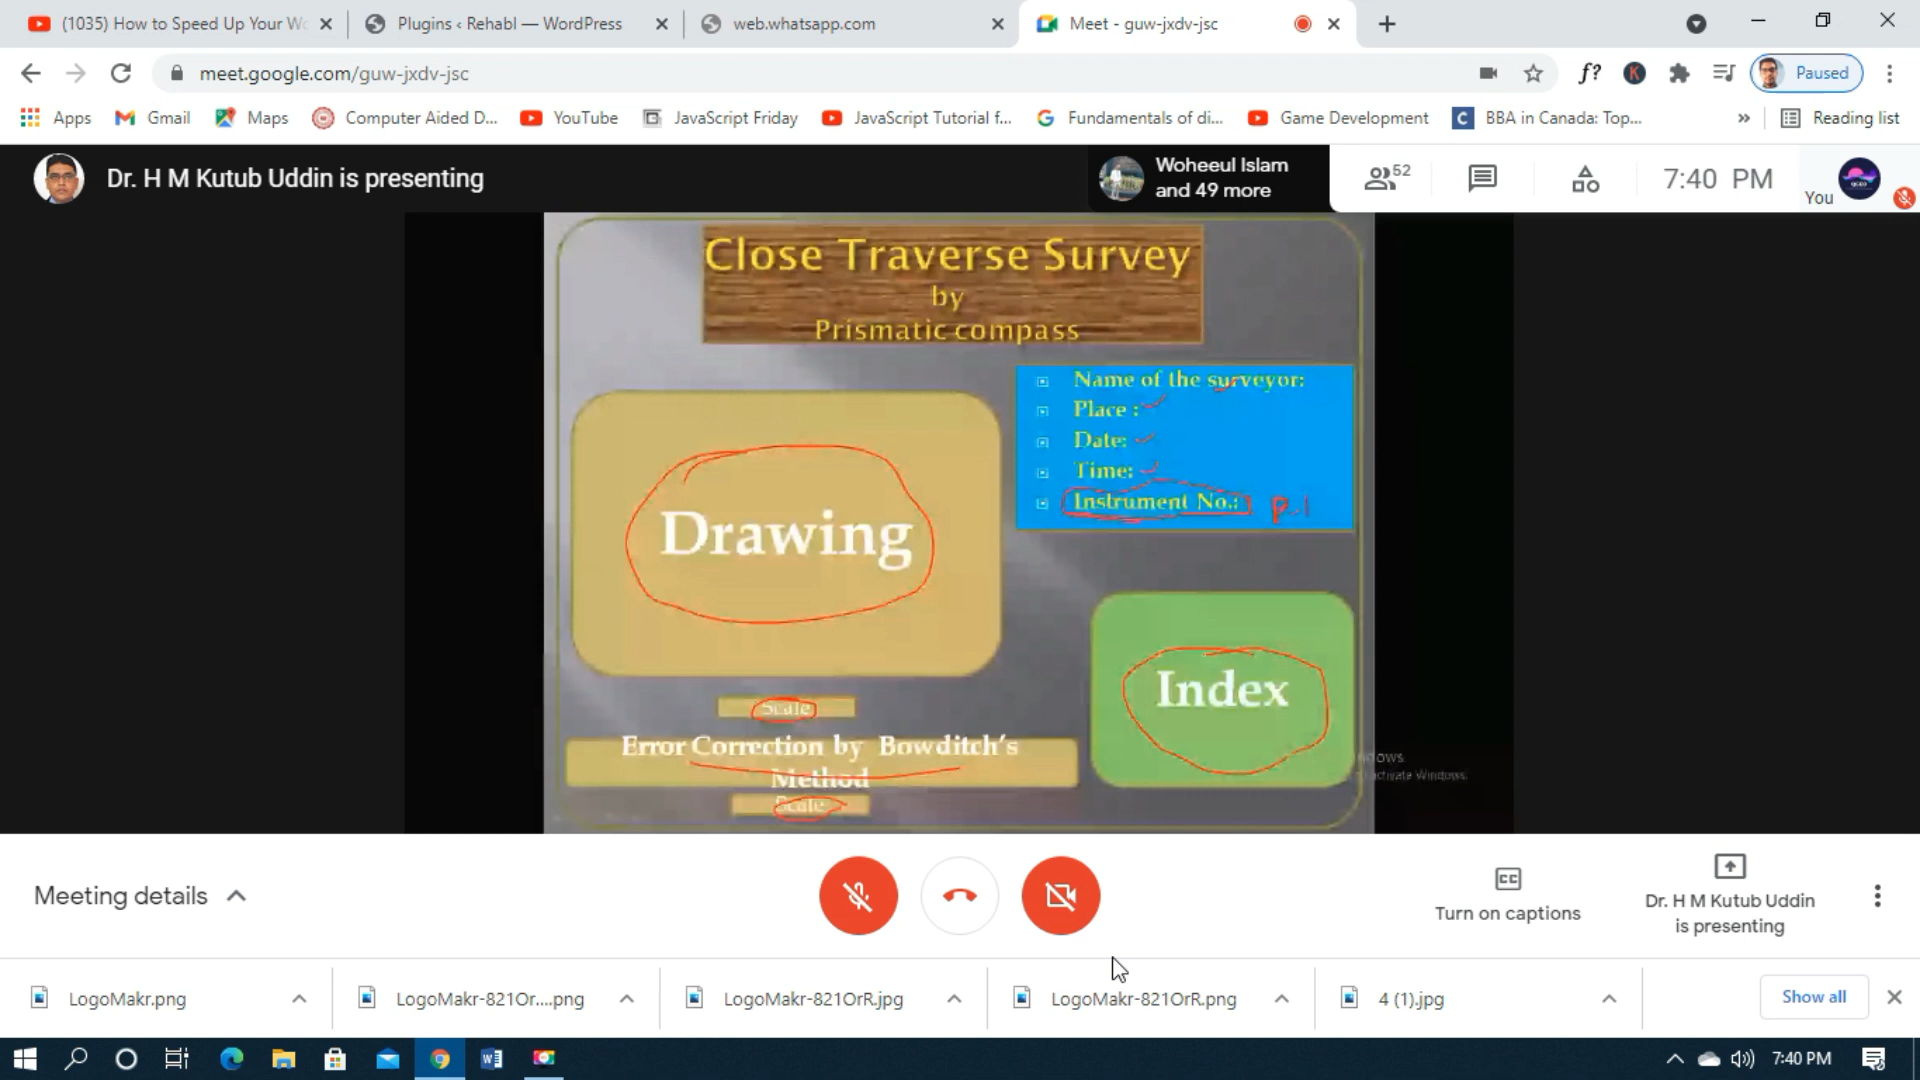 (1035) How to Speed Up Your Wo
Plugins ‹ Rehabl — WordPress
web.whatsapp.com
Meet - guw-jxdv-jsc
meet.google.com/guw-jxdv-jsc
f?
K
Paused
Apps
Gmail
Maps
Computer Aided D...
YouTube
JavaScript Friday
JavaScript Tutorial f...
Fundamentals of di...
Game Development
C
BBA in Canada: Top...
»
Reading list
Dr. H M Kutub Uddin is presenting
Woheeul Islam
and 49 more
52
7:40 PM
You
Close Traverse Survey
by
Prismatic compass
Name of the surveyor:
Place :
Date:
Time:
Instrument No.: P.1
Drawing
Index
Scale
Error Correction by Bowditch's
Method
Scale
ctivate Windows.
Meeting details
CC
Turn on captions
Dr. H M Kutub Uddin
is presenting
LogoMakr.png
LogoMakr-821Or....png
LogoMakr-821OrR.jpg
LogoMakr-821OrR.png
4 (1).jpg
Show all
7:40 PM